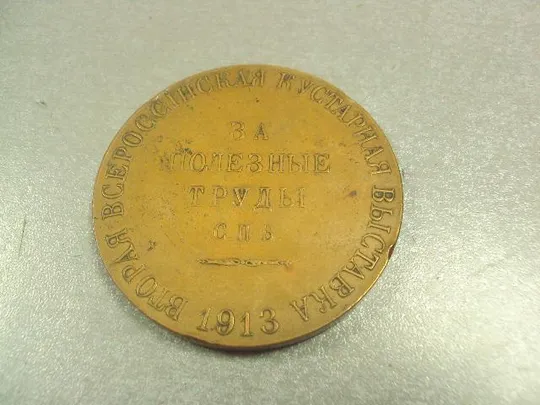 ВТОРАЯ ВСЕРОССІЙСКАЯ КУСТАРНАЯ ВЫСТАВКА
1913
ЗА
ПОЛЕЗНЫЕ
ТРУДЫ
СПБ